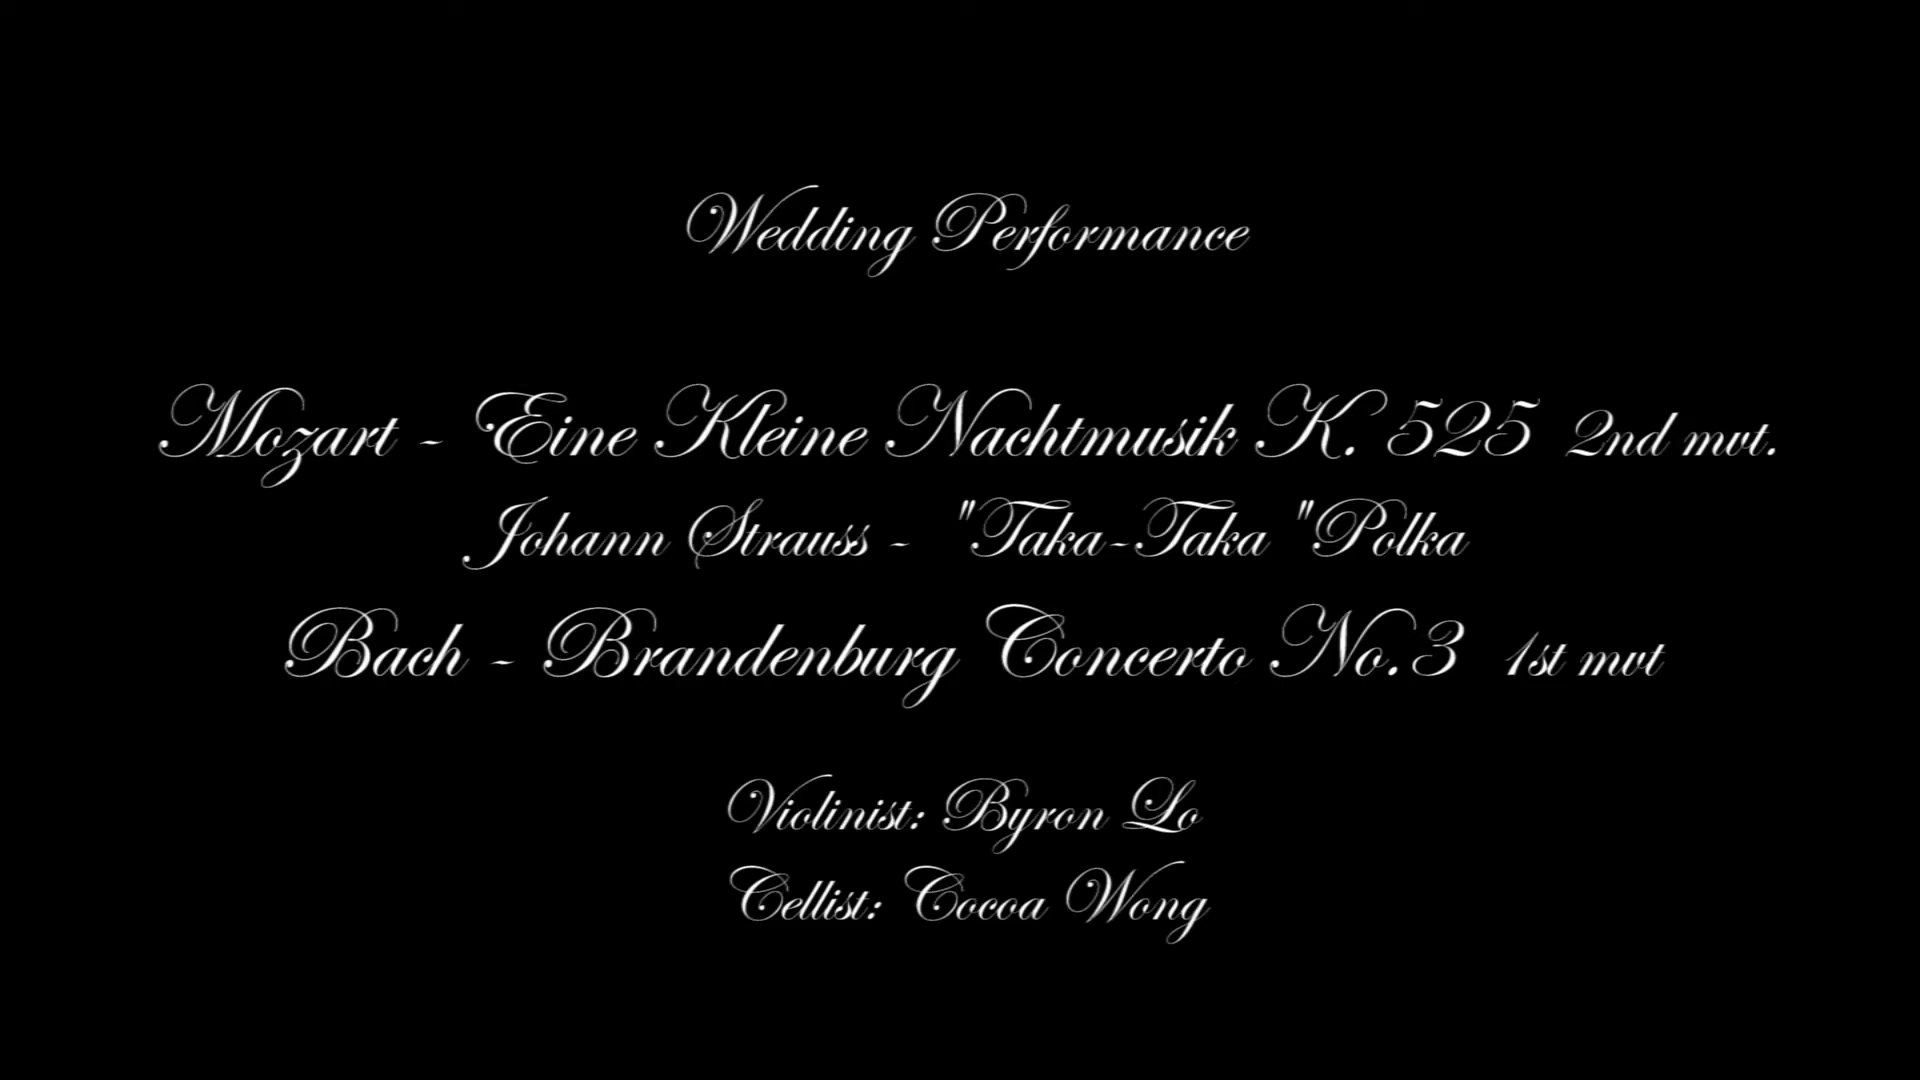 Wedding Performance
Mozart - Eine Kleine Nachtmusik K. 525 2nd mvt.
Johann Strauss - "Taka-Taka "Polka
Bach - Brandenburg Concerto No.3 1st mvt
Violinist: Byron Lo
Cellist: Cocoa Wong